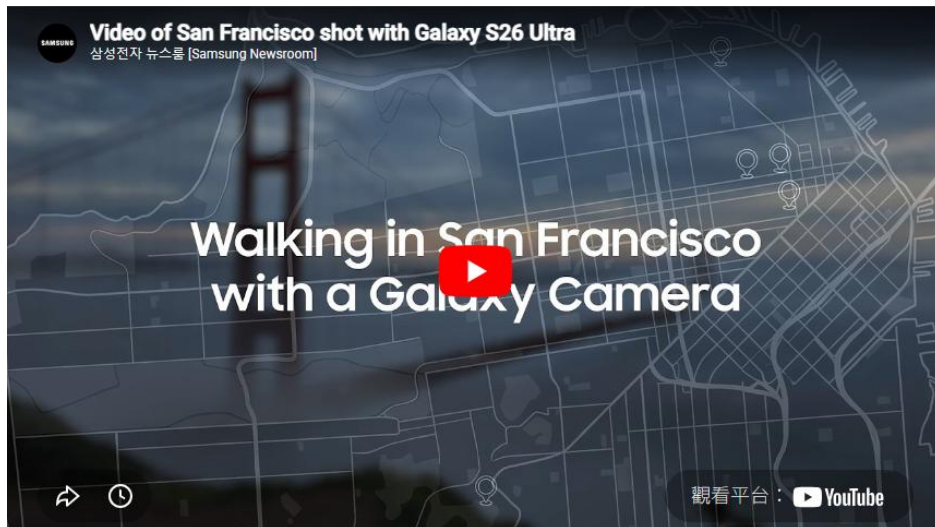 SAMSUNG
Video of San Francisco shot with Galaxy S26 Ultra
삼성전자 뉴스룸 [Samsung Newsroom]
Walking in San Francisco
with a Galaxy Camera
觀看平台： YouTube